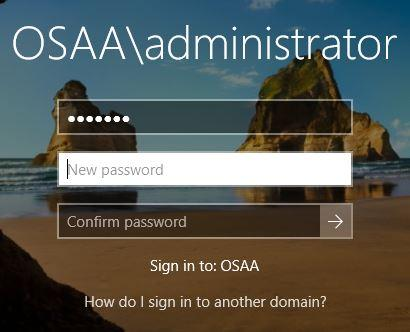 OSAA\administrator
●●●●●●●
New password
Confirm password
Sign in to: OSAA
How do I sign in to another domain?